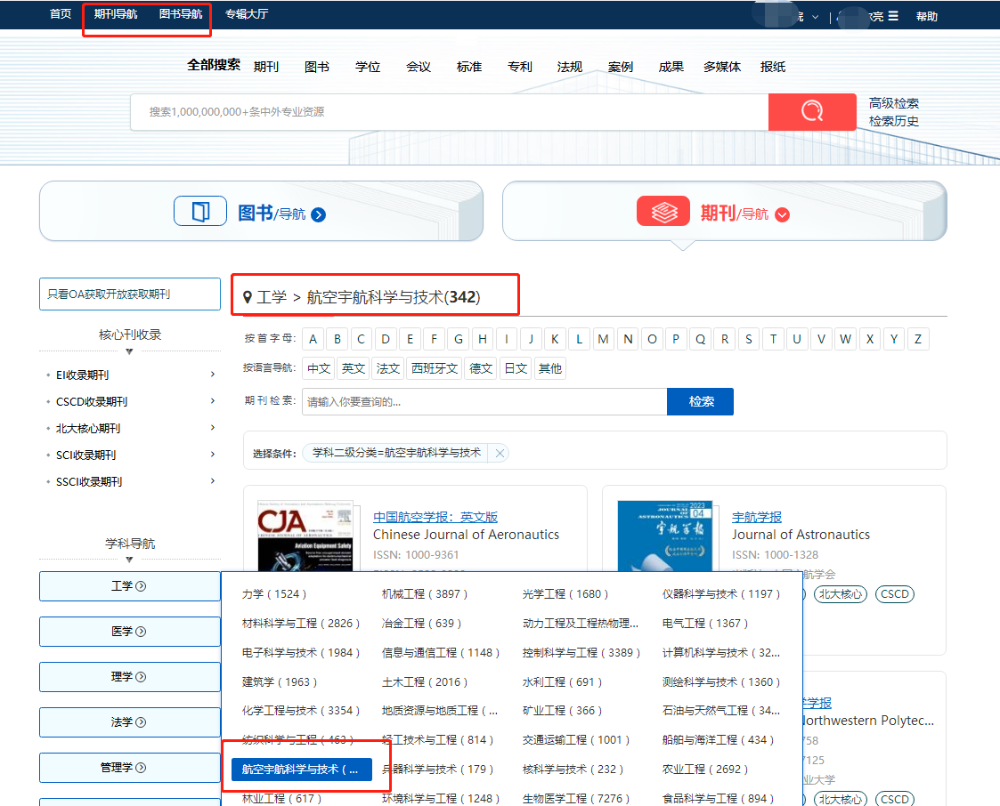 首页 期刊导航 图书导航 专辑大厅 院 | 亮 帮助
全部搜索 期刊 图书 学位 会议 标准 专利 法规 案例 成果 多媒体 报纸
搜索1,000,000,000+条中外专业资源
高级检索
检索历史
图书/导航
期刊/导航
只看OA获取开放获取期刊
核心刊收录
EI收录期刊
CSCD收录期刊
北大核心期刊
SCI收录期刊
SSCI收录期刊
学科导航
工学
医学
理学
法学
管理学
工学 > 航空宇航科学与技术(342)
按首字母: A B C D E F G H I J K L M N O P Q R S T U V W X Y Z
按语言导航: 中文 英文 法文 西班牙文 德文 日文 其他
期刊检索: 请输入你要查询的... 检索
选择条件: 学科二级分类=航空宇航科学与技术
CJA
Aviation Equipment Safety
中国航空学报：英文版
Chinese Journal of Aeronautics
ISSN: 1000-9361
JOURNAL OF
ASTRONAUTICS
2023
04
宇航学报
宇航学报
Journal of Astronautics
ISSN: 1000-1328
航学会
北大核心 CSCD
力学 ( 1524 ) 机械工程 ( 3897 ) 光学工程 ( 1680 ) 仪器科学与技术 ( 1197 )
材料科学与工程 ( 2826 ) 冶金工程 ( 639 ) 动力工程及工程热物理... 电气工程 ( 1367 )
电子科学与技术 ( 1984 ) 信息与通信工程 ( 1148 ) 控制科学与工程 ( 3389 ) 计算机科学与技术 ( 32...
建筑学 ( 1963 ) 土木工程 ( 2016 ) 水利工程 ( 691 ) 测绘科学与技术 ( 1360 )
化学工程与技术 ( 3354 ) 地质资源与地质工程 ( ... 矿业工程 ( 366 ) 石油与天然气工程 ( 34...
纺织科学与工程 ( 463 ) 轻工技术与工程 ( 814 ) 交通运输工程 ( 1001 ) 船舶与海洋工程 ( 434 )
航空宇航科学与技术 ( ... 兵器科学与技术 ( 179 ) 核科学与技术 ( 232 ) 农业工程 ( 2692 )
林业工程 ( 617 ) 环境科学与工程 ( 1248 ) 生物医学工程 ( 7276 ) 食品科学与工程 ( 894 )
学学报
Northwestern Polytec...
758
7125
业大学
北大核心 CSCD